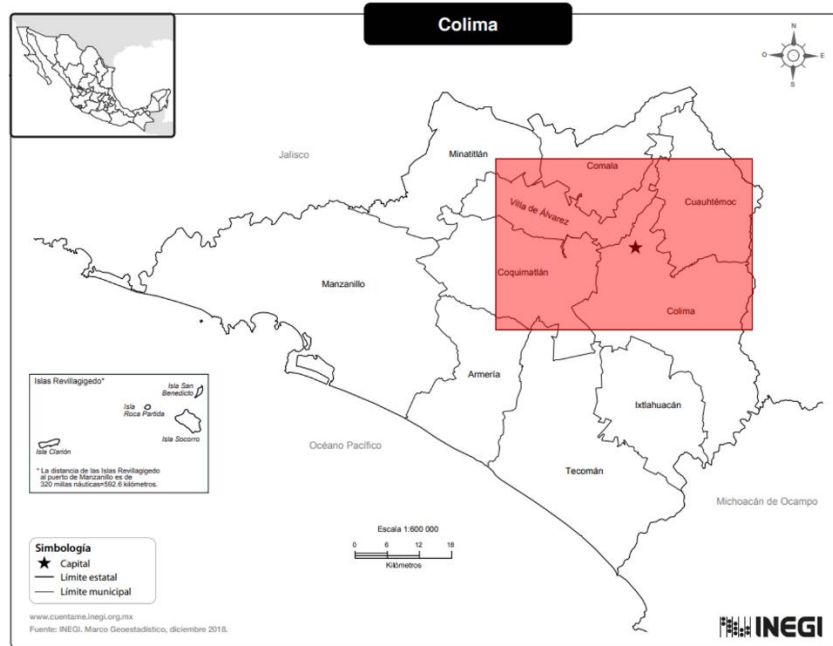 Colima
N
O
E
S
Jalisco
Minatitlán
Comala
Cuauhtémoc
Villa de Álvarez
Manzanillo
Coquimatlán
Colima
Armería
Ixtlahuacán
Tecomán
Océano Pacífico
Michoacán de Ocampo
Islas Revillagigedo*
Isla San
Benedicto
Isla
Roca Partida
Isla Socorro
Isla Clarión
* La distancia de las Islas Revillagigedo
al puerto de Manzanillo es de
320 millas náuticas=592.6 kilómetros.
Escala 1:600 000
0 6 12 18
Kilómetros
Simbología
Capital
Límite estatal
Límite municipal
www.cuentame.inegi.org.mx
Fuente: INEGI. Marco Geoestadístico, diciembre 2018.
INEGI